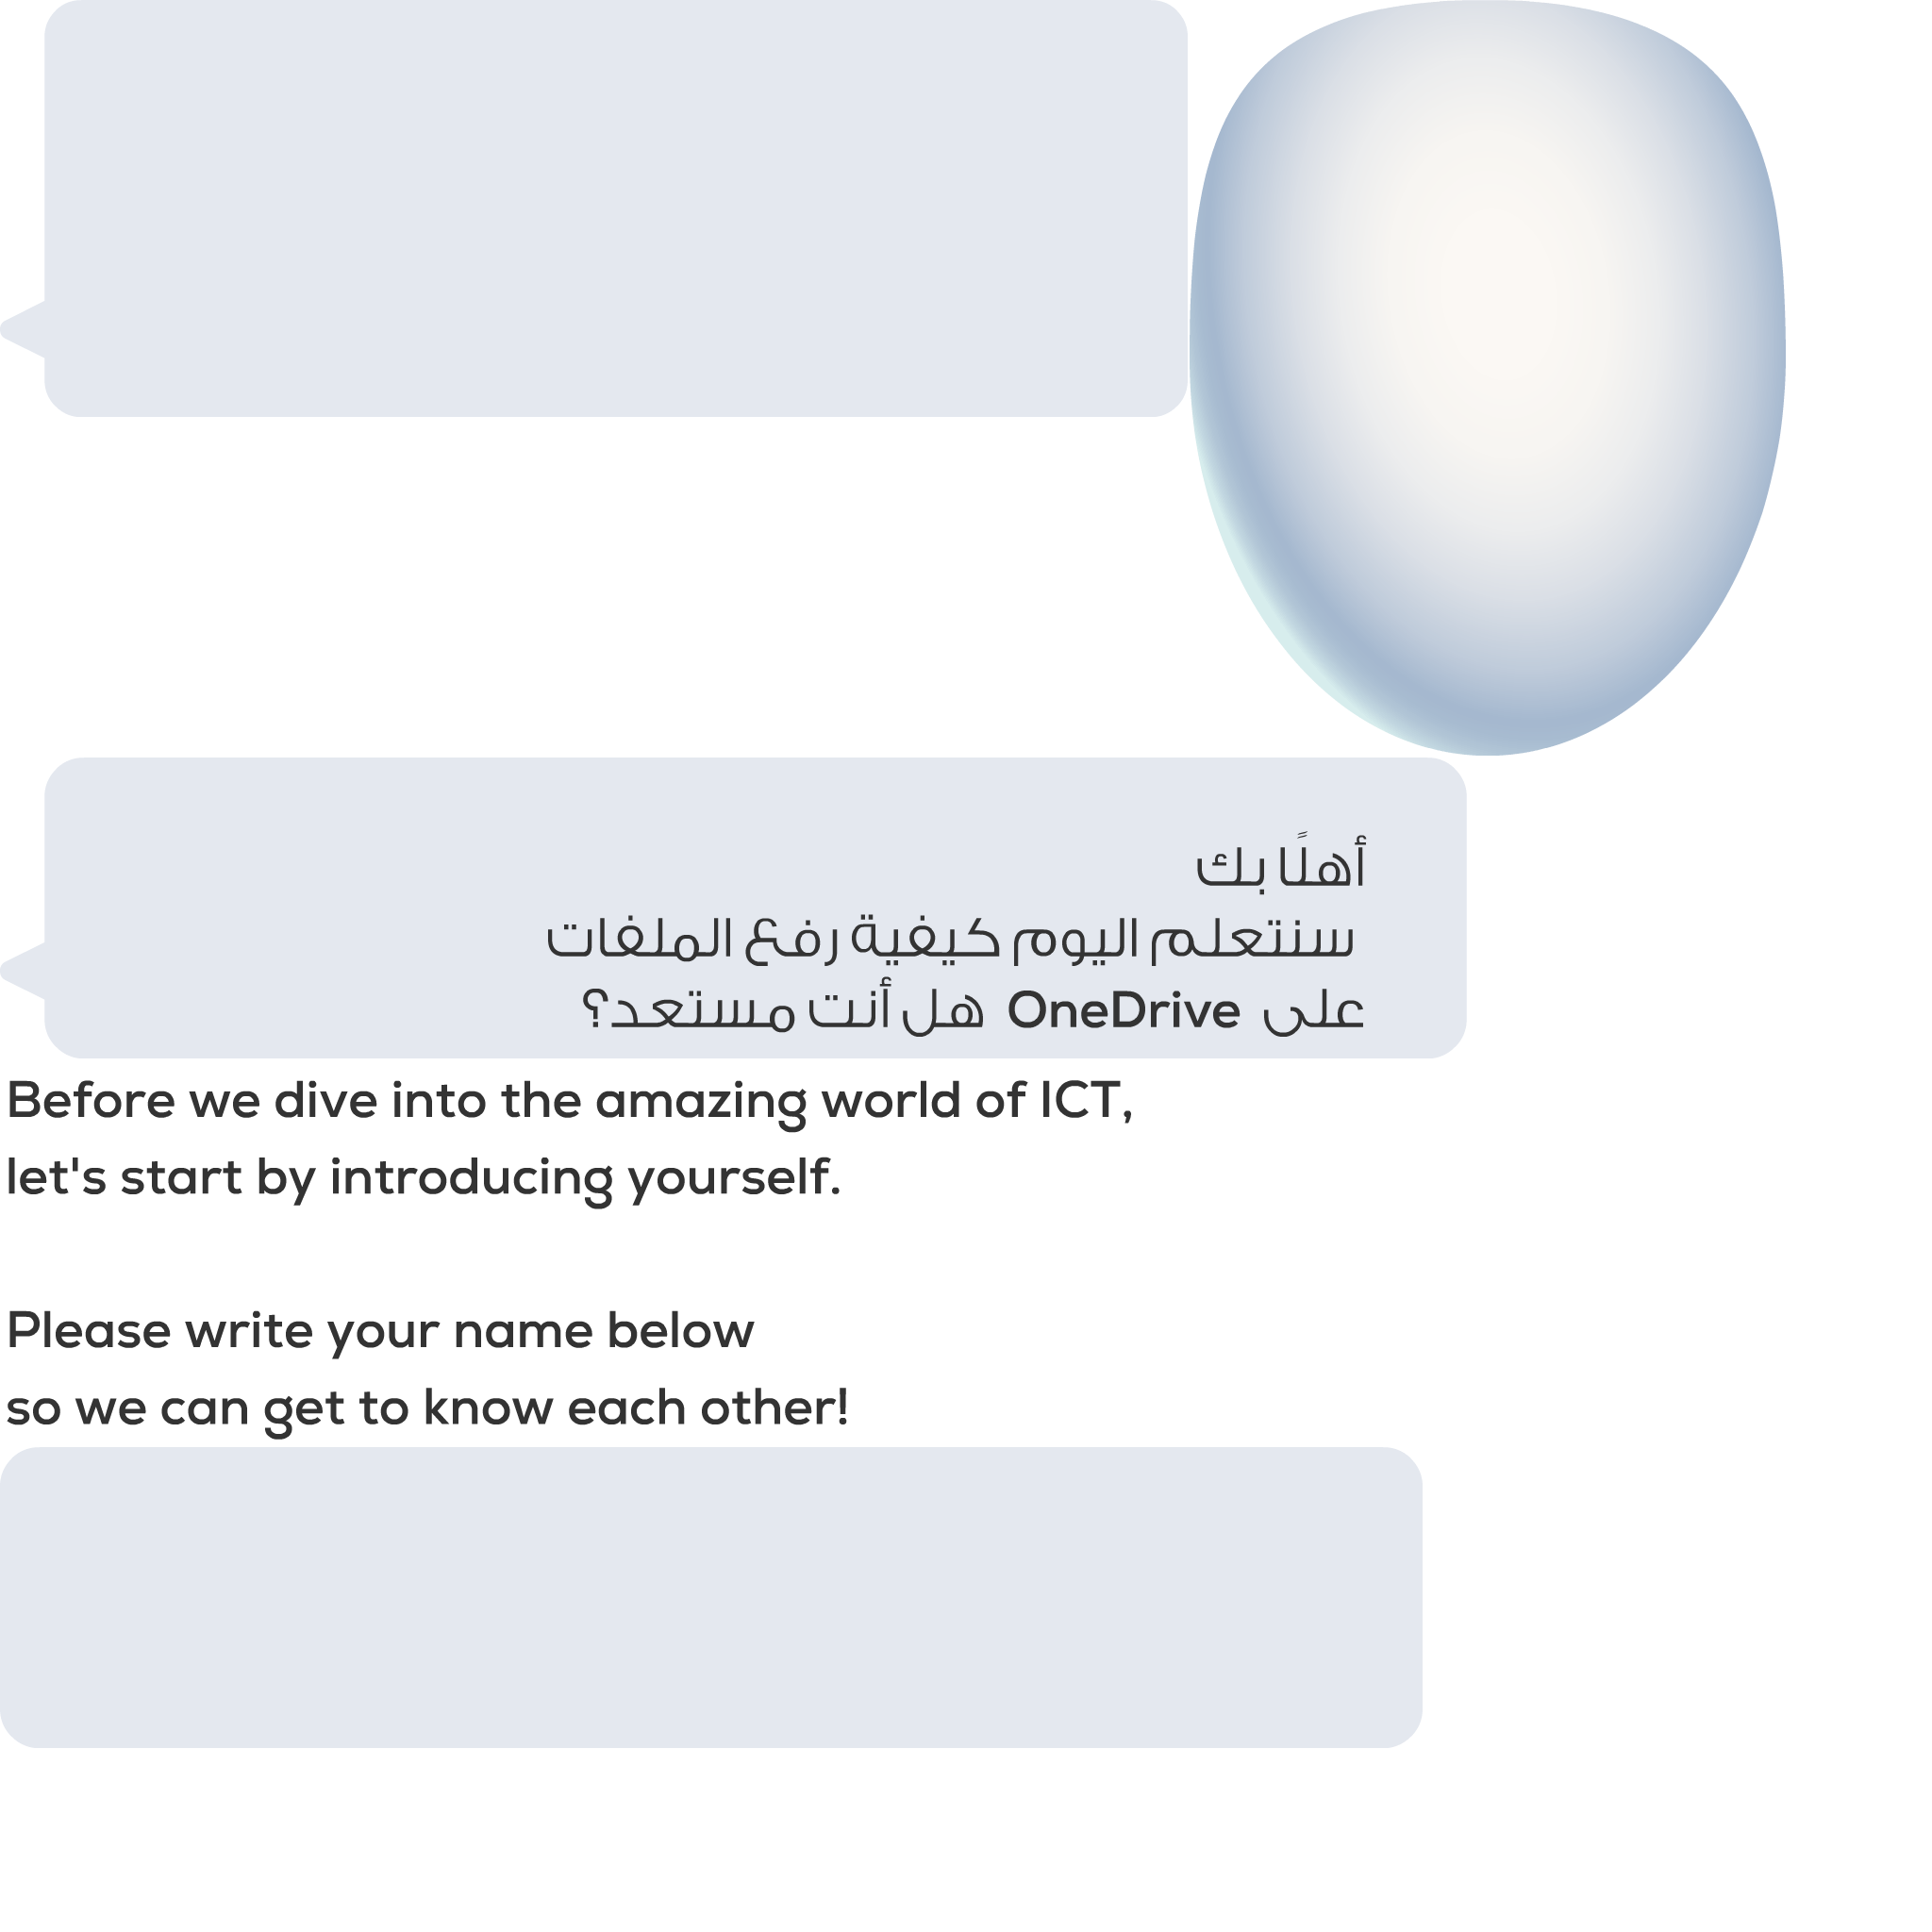 أهلًا بك
سنتعلم اليوم كيفية رفع الملفات
على OneDrive هل أنت مستعد؟
Before we dive into the amazing world of ICT,
let's start by introducing yourself.
Please write your name below
so we can get to know each other!